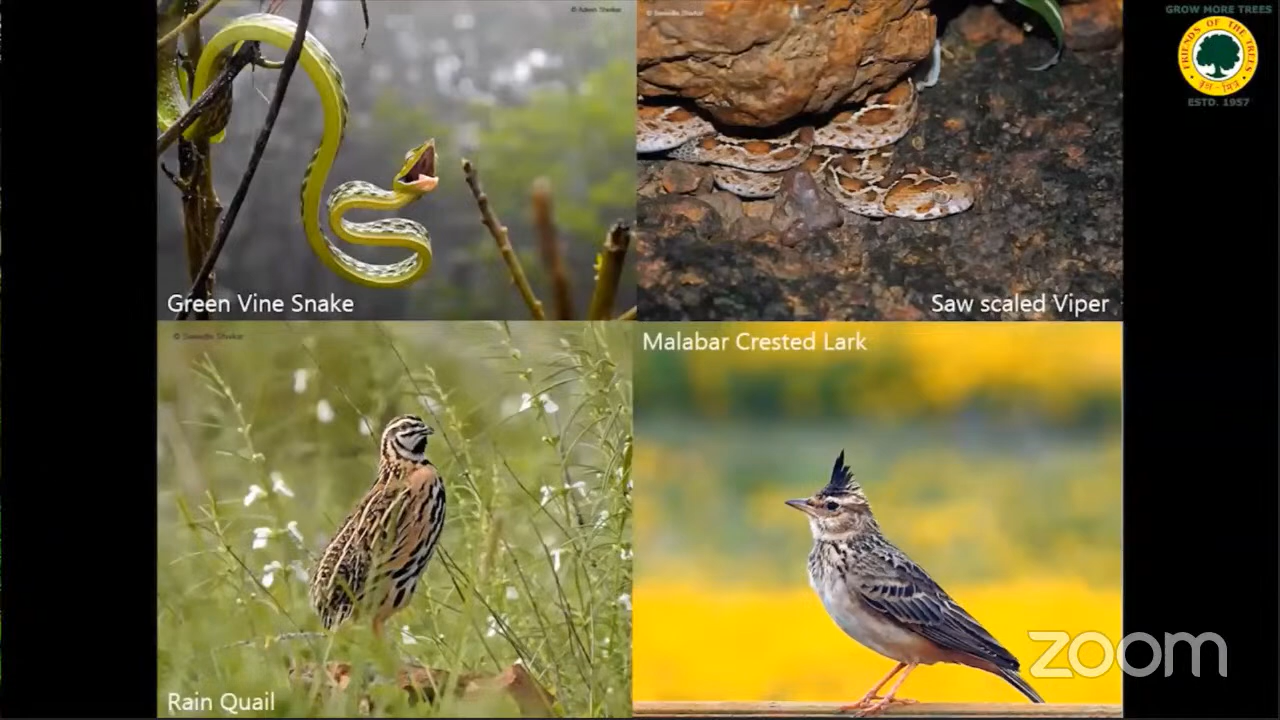 GROW MORE TREES
FRIENDS OF THE TREES
ESTD. 1957
Green Vine Snake
Saw scaled Viper
Rain Quail
Malabar Crested Lark
zoom